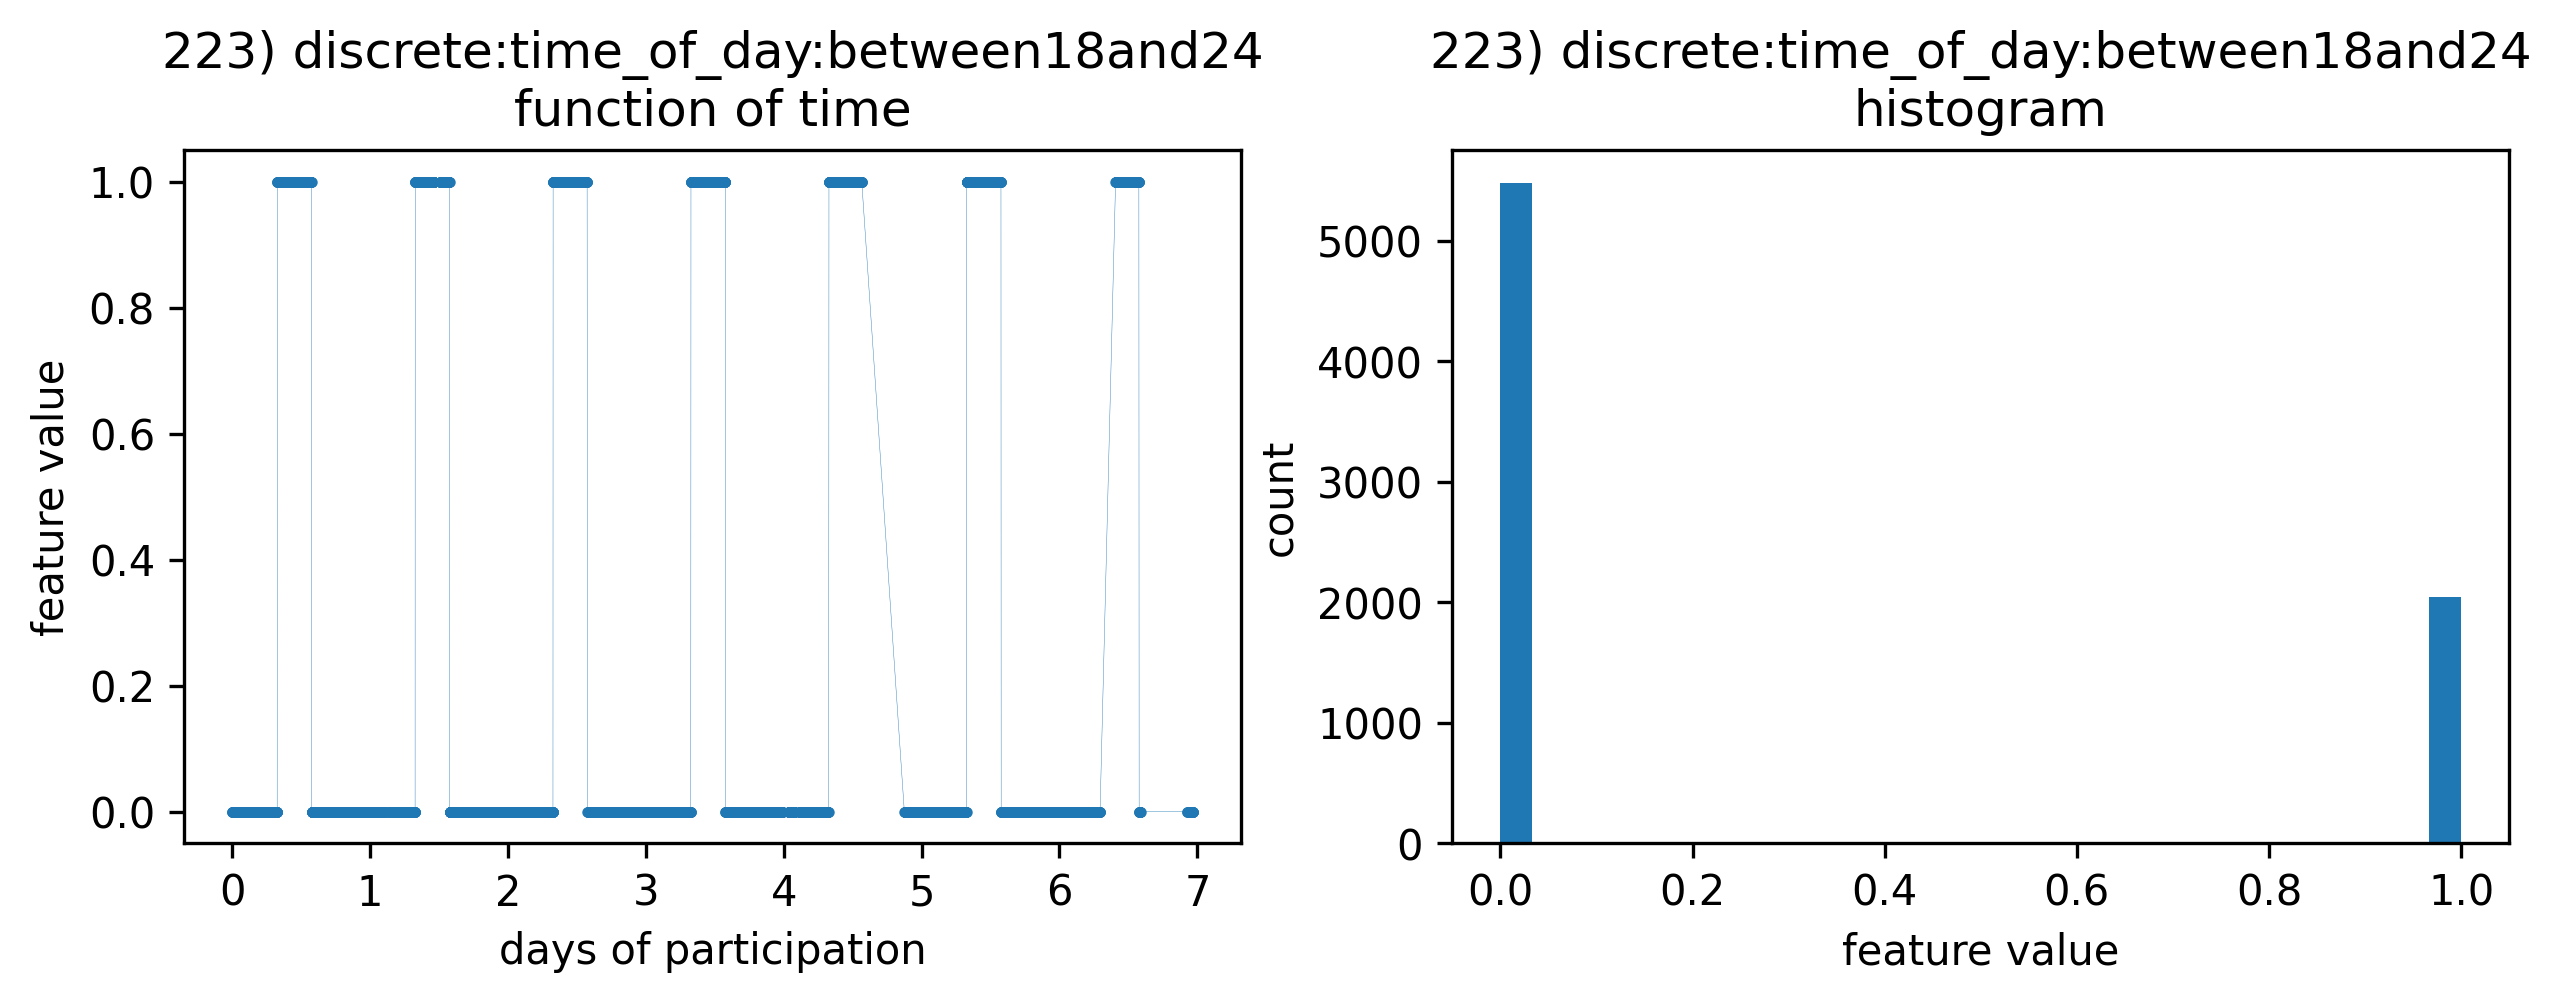 223) discrete:time_of_day:between18and24
function of time
1.0
0.8
0.6
0.4
0.2
0.0
feature value
0 1 2 3 4 5 6 7
days of participation
223) discrete:time_of_day:between18and24
histogram
5000
4000
3000
2000
1000
0
count
0.0 0.2 0.4 0.6 0.8 1.0
feature value